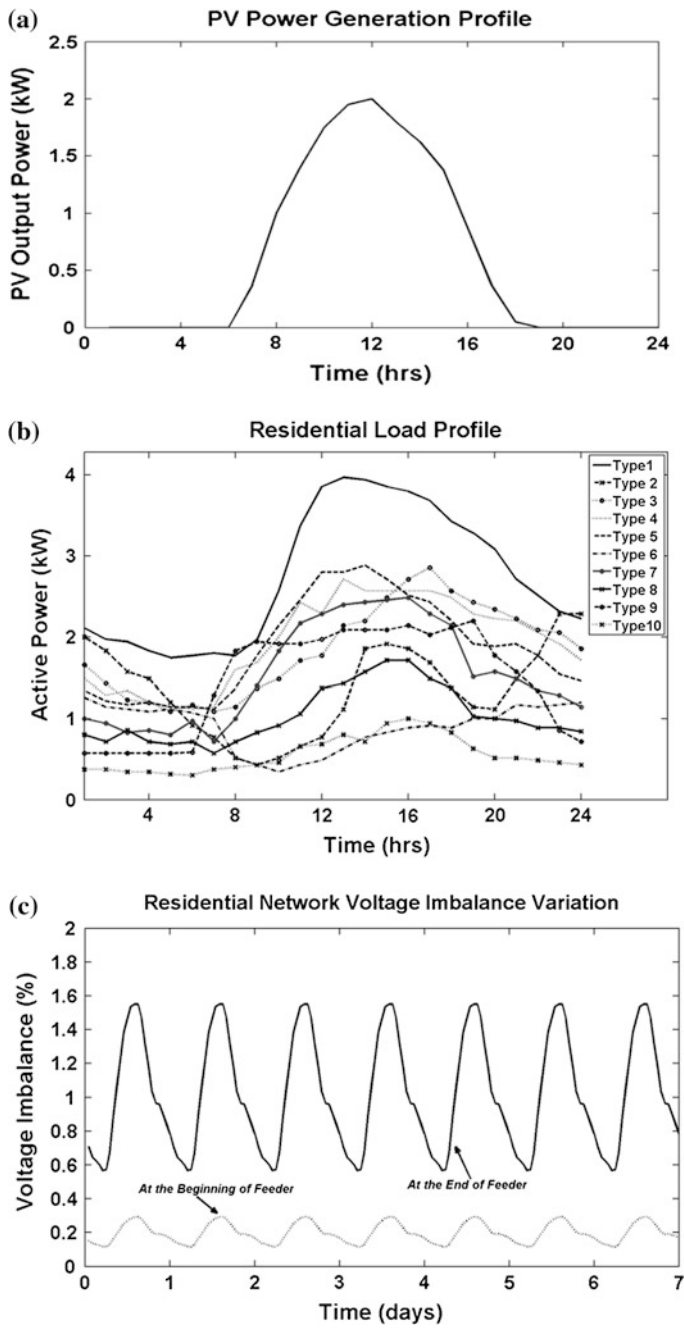 (a)
PV Power Generation Profile
PV Output Power (kW)
2.5
2
1.5
1
0.5
0
0 4 8 12 16 20 24
Time (hrs)
(b)
Residential Load Profile
Active Power (kW)
4
3
2
1
0
4 8 12 16 20 24
Time (hrs)
Type1
Type 2
Type 3
Type 4
Type 5
Type 6
Type 7
Type 8
Type 9
Type10
(c)
Residential Network Voltage Imbalance Variation
Voltage Imbalance (%)
2
1.8
1.6
1.4
1.2
1
0.8
0.6
0.4
0.2
0
At the Beginning of Feeder
At the End of Feeder
0 1 2 3 4 5 6 7
Time (days)